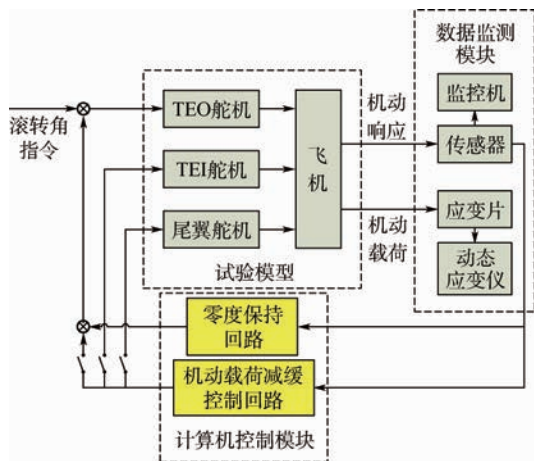 数据监测
模块
监控机
传感器
应变片
动态
应变仪
滚转角
指令
TEO舵机
TEI舵机
尾翼舵机
飞机
试验模型
机动
响应
机动
载荷
零度保持
回路
机动载荷减缓
控制回路
计算机控制模块